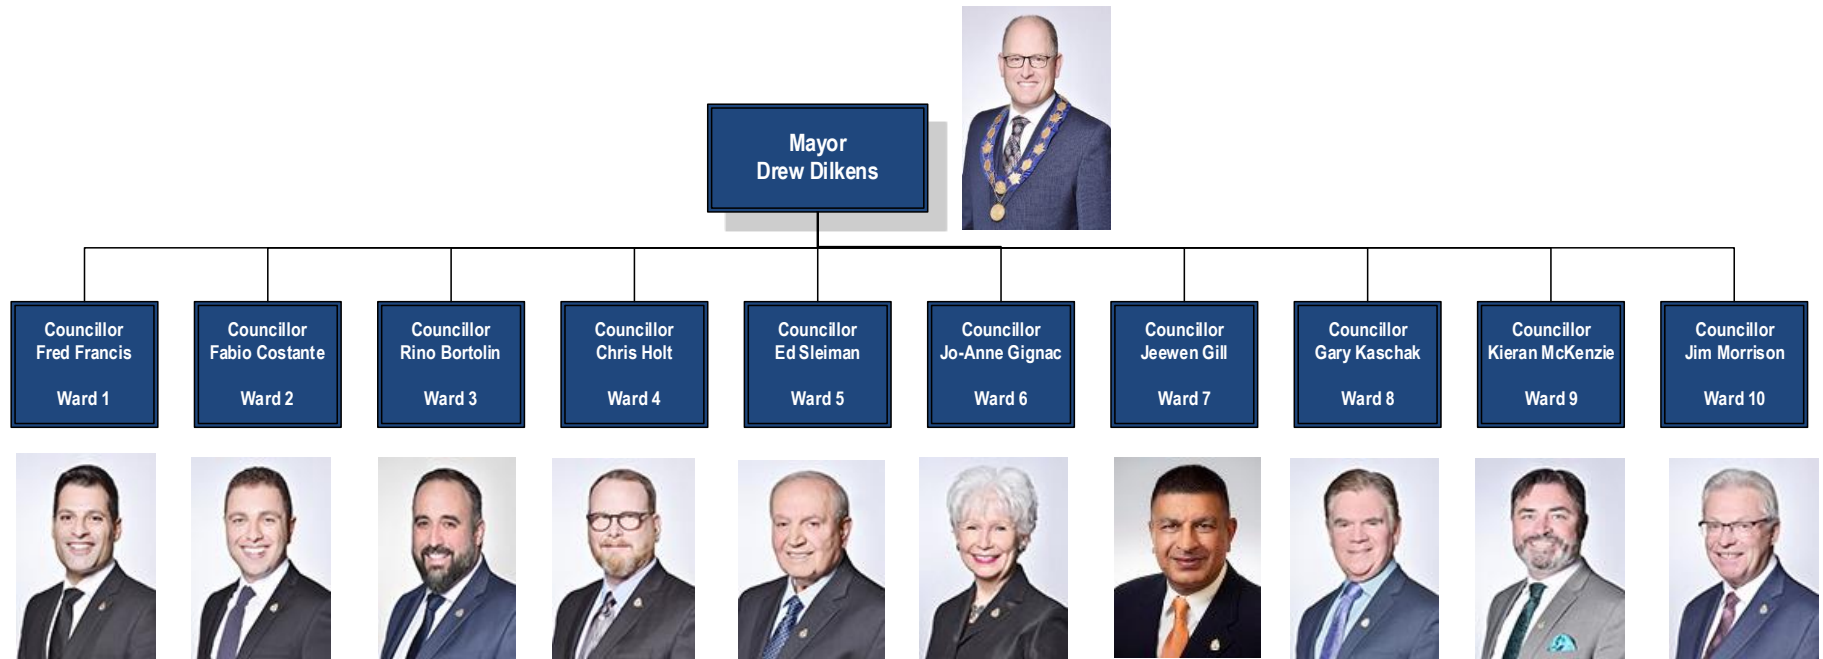 Mayor
Drew Dilkens
Councillor
Fred Francis
Ward 1
Councillor
Fabio Costante
Ward 2
Councillor
Rino Bortolin
Ward 3
Councillor
Chris Holt
Ward 4
Councillor
Ed Sleiman
Ward 5
Councillor
Jo-Anne Gignac
Ward 6
Councillor
Jeewen Gill
Ward 7
Councillor
Gary Kaschak
Ward 8
Councillor
Kieran McKenzie
Ward 9
Councillor
Jim Morrison
Ward 10